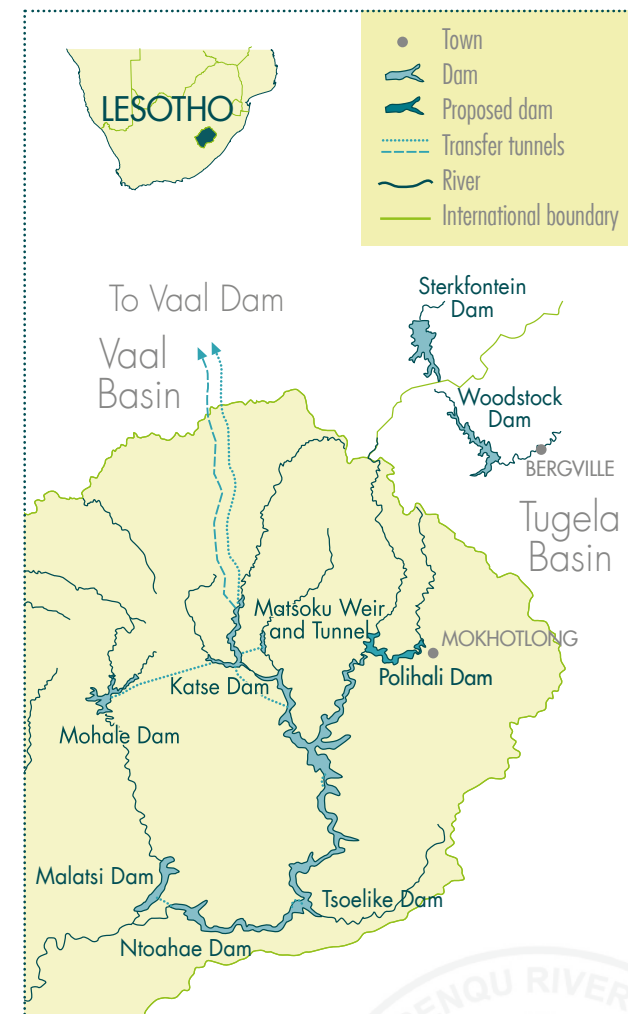 Town
Dam
Proposed dam
Transfer tunnels
River
International boundary
LESOTHO
To Vaal Dam
Vaal
Basin
Sterkfontein
Dam
Woodstock
Dam
BERGVILLE
Tugela
Basin
Matsoku Weir
and Tunnel
MOKHOTLONG
Katse Dam
Polihali Dam
Mohale Dam
Malatsi Dam
Tsoelike Dam
Ntoahae Dam
RIVER